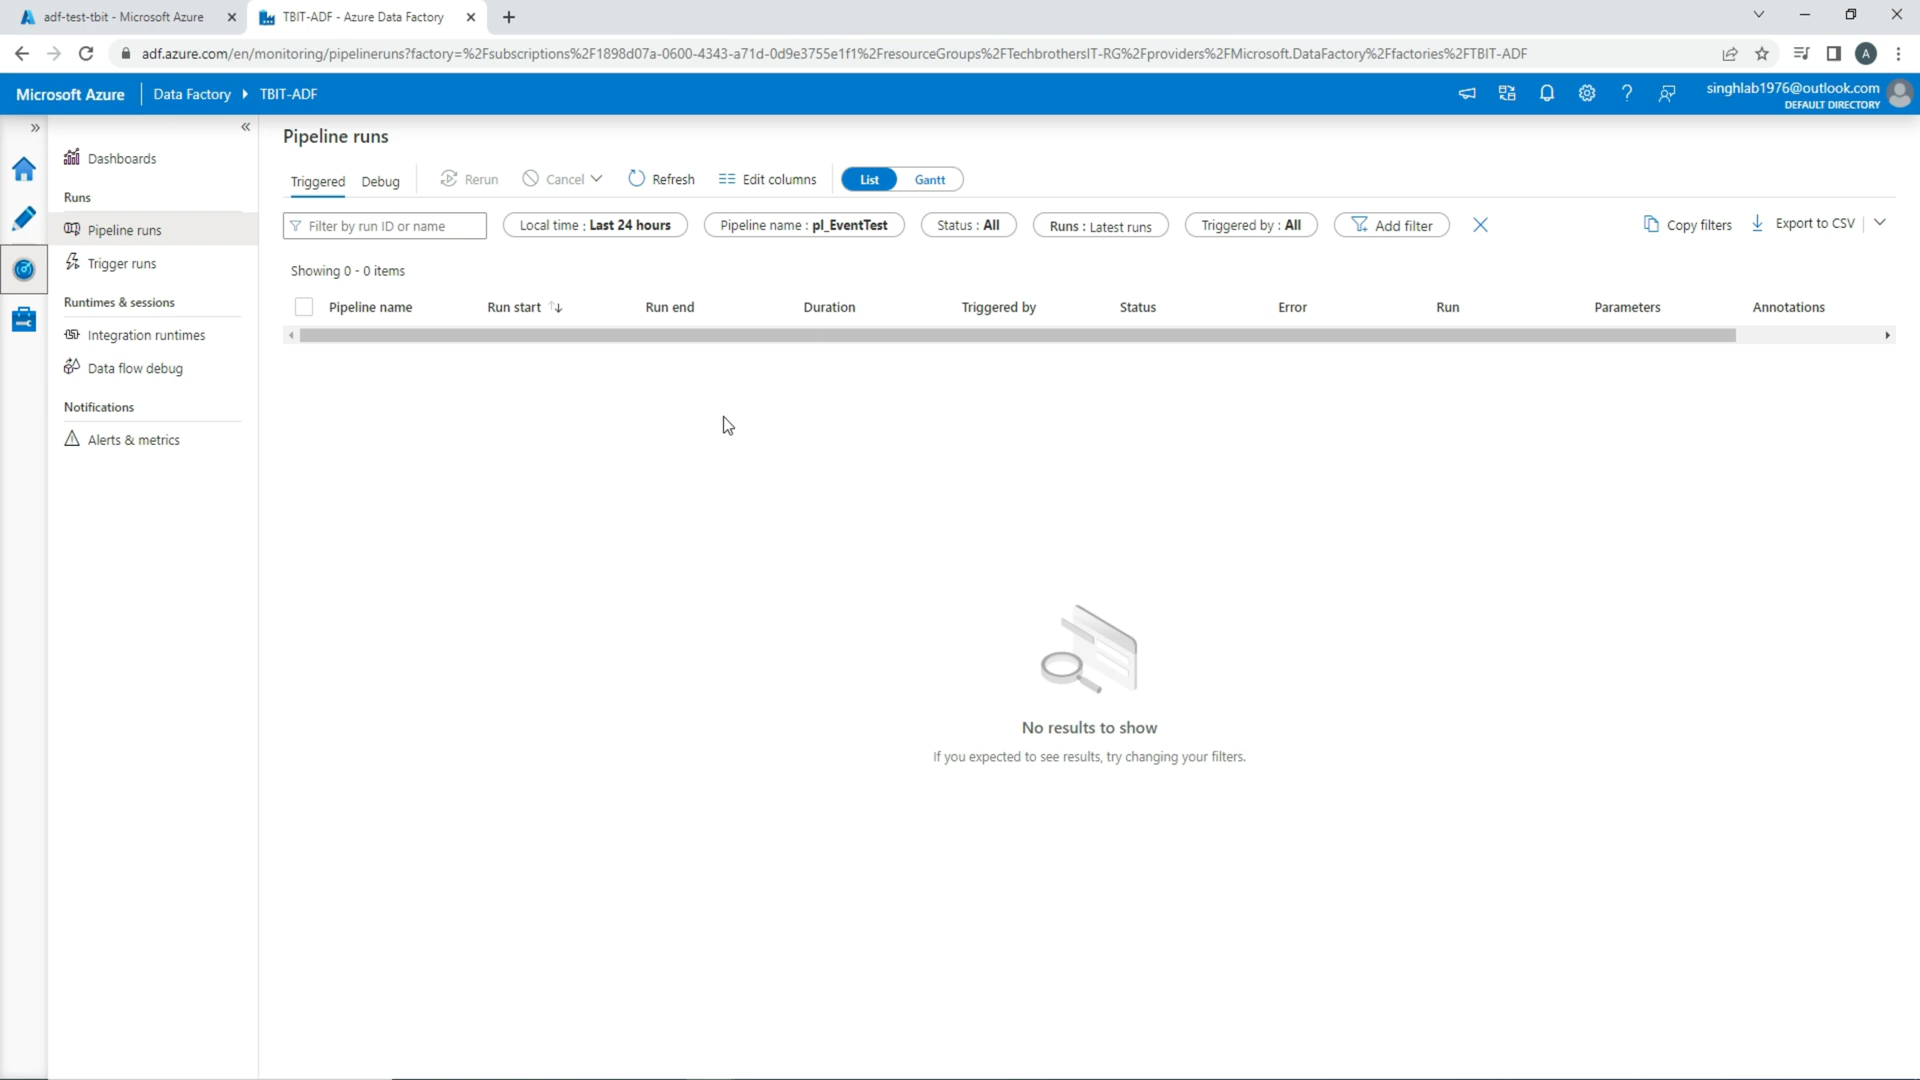 adf-test-tbit - Microsoft Azure
TBIT-ADF - Azure Data Factory
adf.azure.com/en/monitoring/pipelineruns?factory=%2Fsubscriptions%2F1898d07a-0600-4343-a71d-0d9e3755e1f1%2FresourceGroups%2FTechbrothersIT-RG%2Fproviders%2FMicrosoft.DataFactory%2Ffactories%2FTBIT-ADF
A
Microsoft Azure
Data Factory
TBIT-ADF
singhlab1976@outlook.com
DEFAULT DIRECTORY
Dashboards
Runs
Pipeline runs
Trigger runs
Runtimes & sessions
Integration runtimes
Data flow debug
Notifications
Alerts & metrics
Pipeline runs
Triggered Debug Rerun Cancel Refresh Edit columns List Gantt
Filter by run ID or name Local time : Last 24 hours Pipeline name : pl_EventTest Status : All Runs : Latest runs Triggered by : All Add filter Copy filters Export to CSV
Showing 0 - 0 items
Pipeline name Run start Run end Duration Triggered by Status Error Run Parameters Annotations
No results to show
If you expected to see results, try changing your filters.